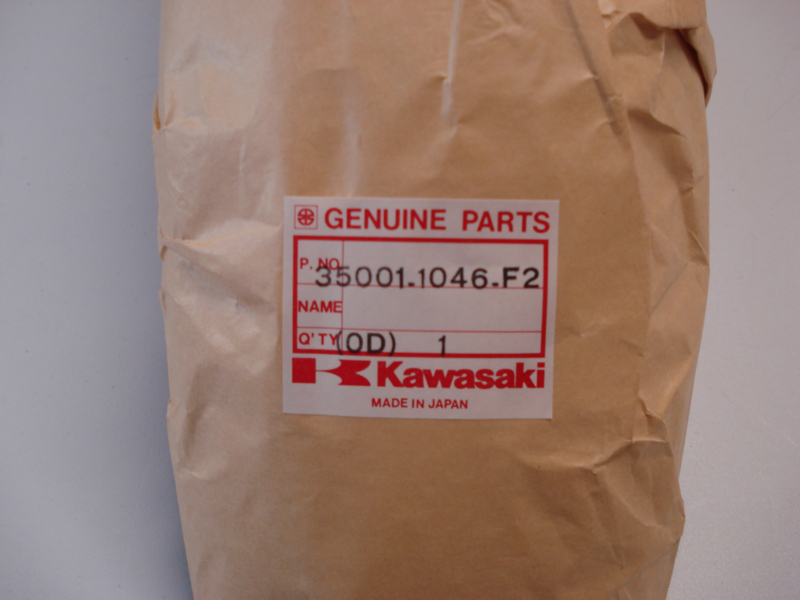 GENUINE PARTS
P. NO. 35001-1046-F2
NAME
Q'TY (OD) 1
Kawasaki
MADE IN JAPAN